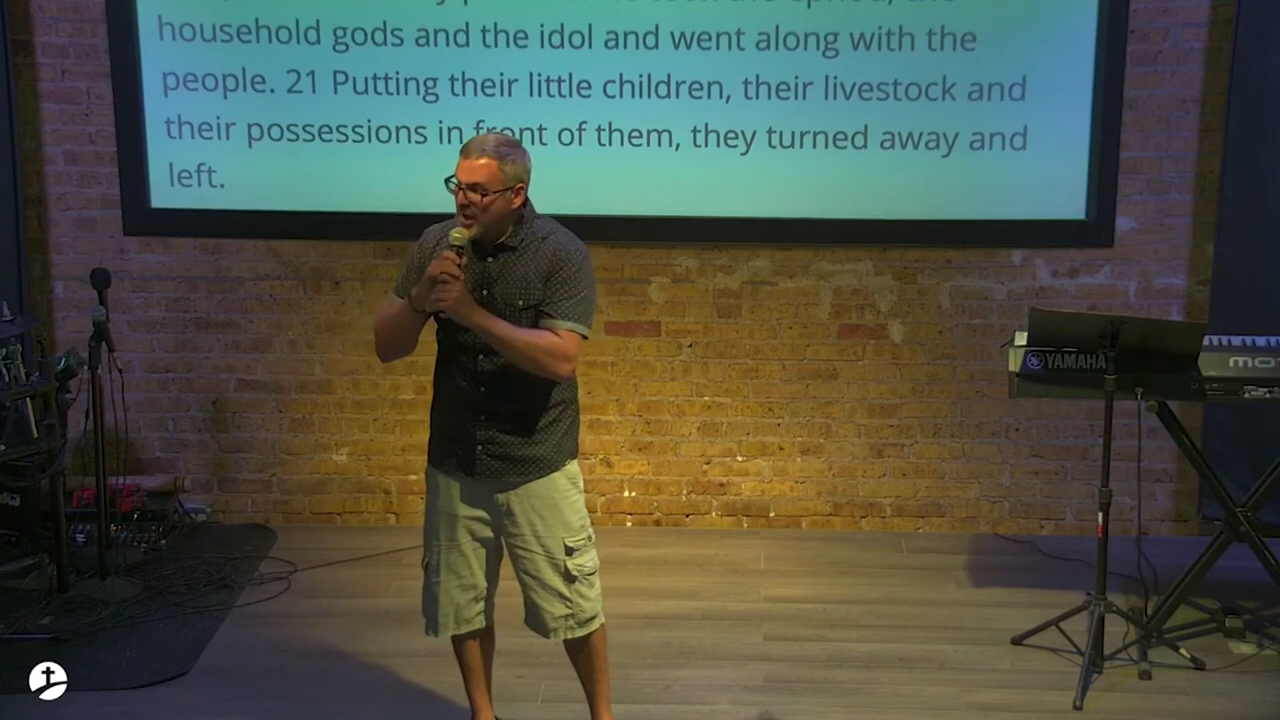 household gods and the idol and went along with the
people. 21 Putting their little children, their livestock and
their possessions in front of them, they turned away and
left.
YAMAHA